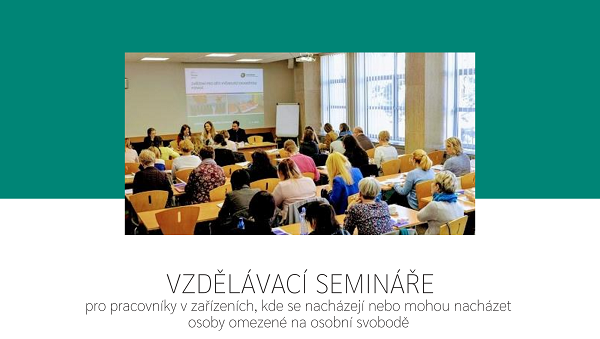 VZDĚLÁVACÍ SEMINÁŘE
pro pracovníky v zařízeních, kde se nacházejí nebo mohou nacházet
osoby omezené na osobní svobodě